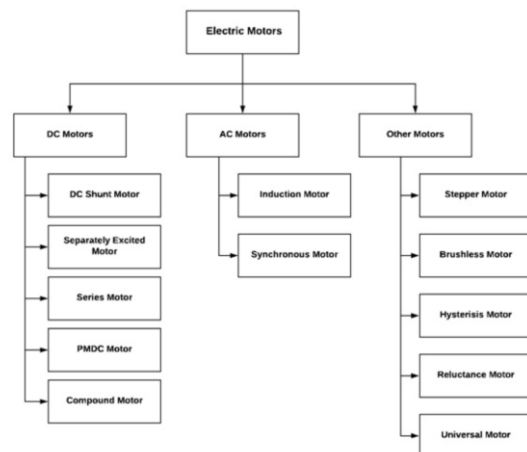 Electric Motors
DC Motors
AC Motors
Other Motors
DC Shunt Motor
Separately Excited
Motor
Series Motor
PMDC Motor
Compound Motor
Induction Motor
Synchronous Motor
Stepper Motor
Brushless Motor
Hysterisis Motor
Reluctance Motor
Universal Motor